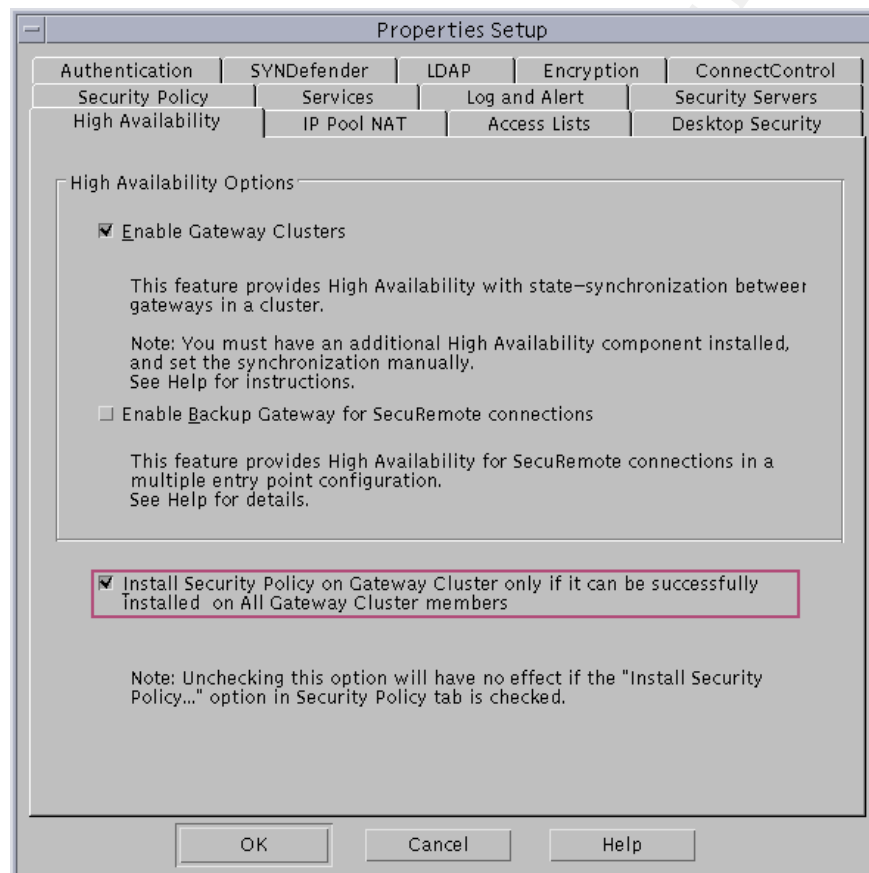 Properties Setup
Authentication SYNDefender LDAP Encryption ConnectControl
Security Policy Services Log and Alert Security Servers
High Availability IP Pool NAT Access Lists Desktop Security
High Availability Options
Enable Gateway Clusters
This feature provides High Availability with state-synchronization between
gateways in a cluster.
Note: You must have an additional High Availability component installed,
and set the synchronization manually.
See Help for instructions.
Enable Backup Gateway for SecuRemote connections
This feature provides High Availability for SecuRemote connections in a
multiple entry point configuration.
See Help for details.
Install Security Policy on Gateway Cluster only if it can be successfully
Installed on All Gateway Cluster members
Note: Unchecking this option will have no effect if the "Install Security
Policy..." option in Security Policy tab is checked.
OK Cancel Help